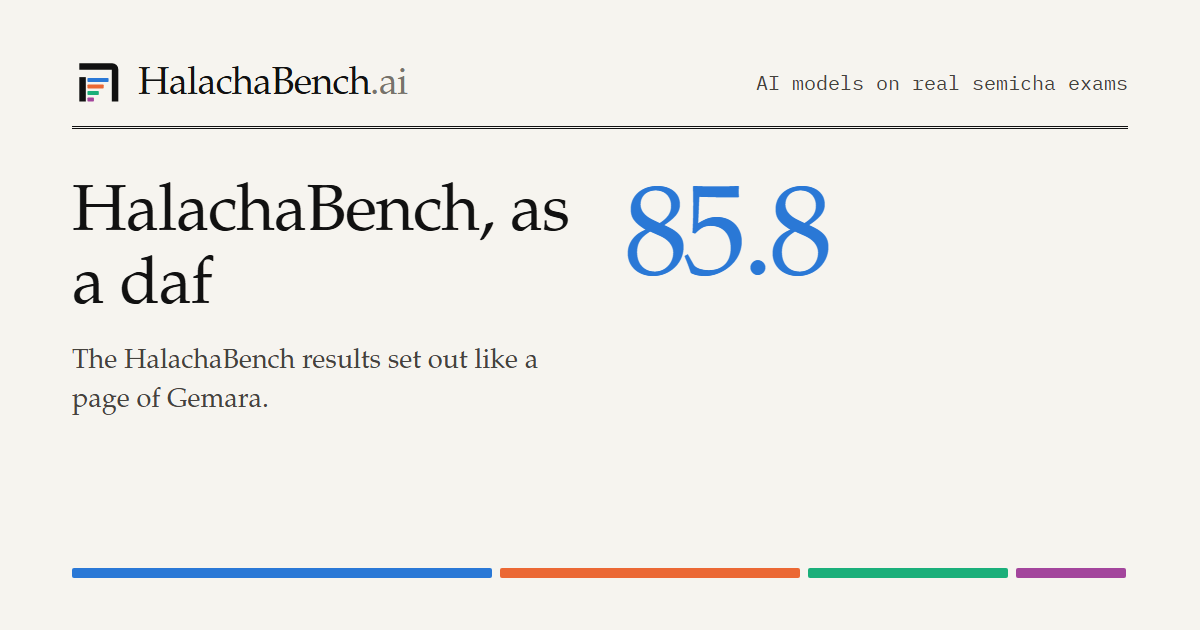 HalachaBench.ai
AI models on real semicha exams
HalachaBench, as
a daf
85.8
The HalachaBench results set out like a
page of Gemara.